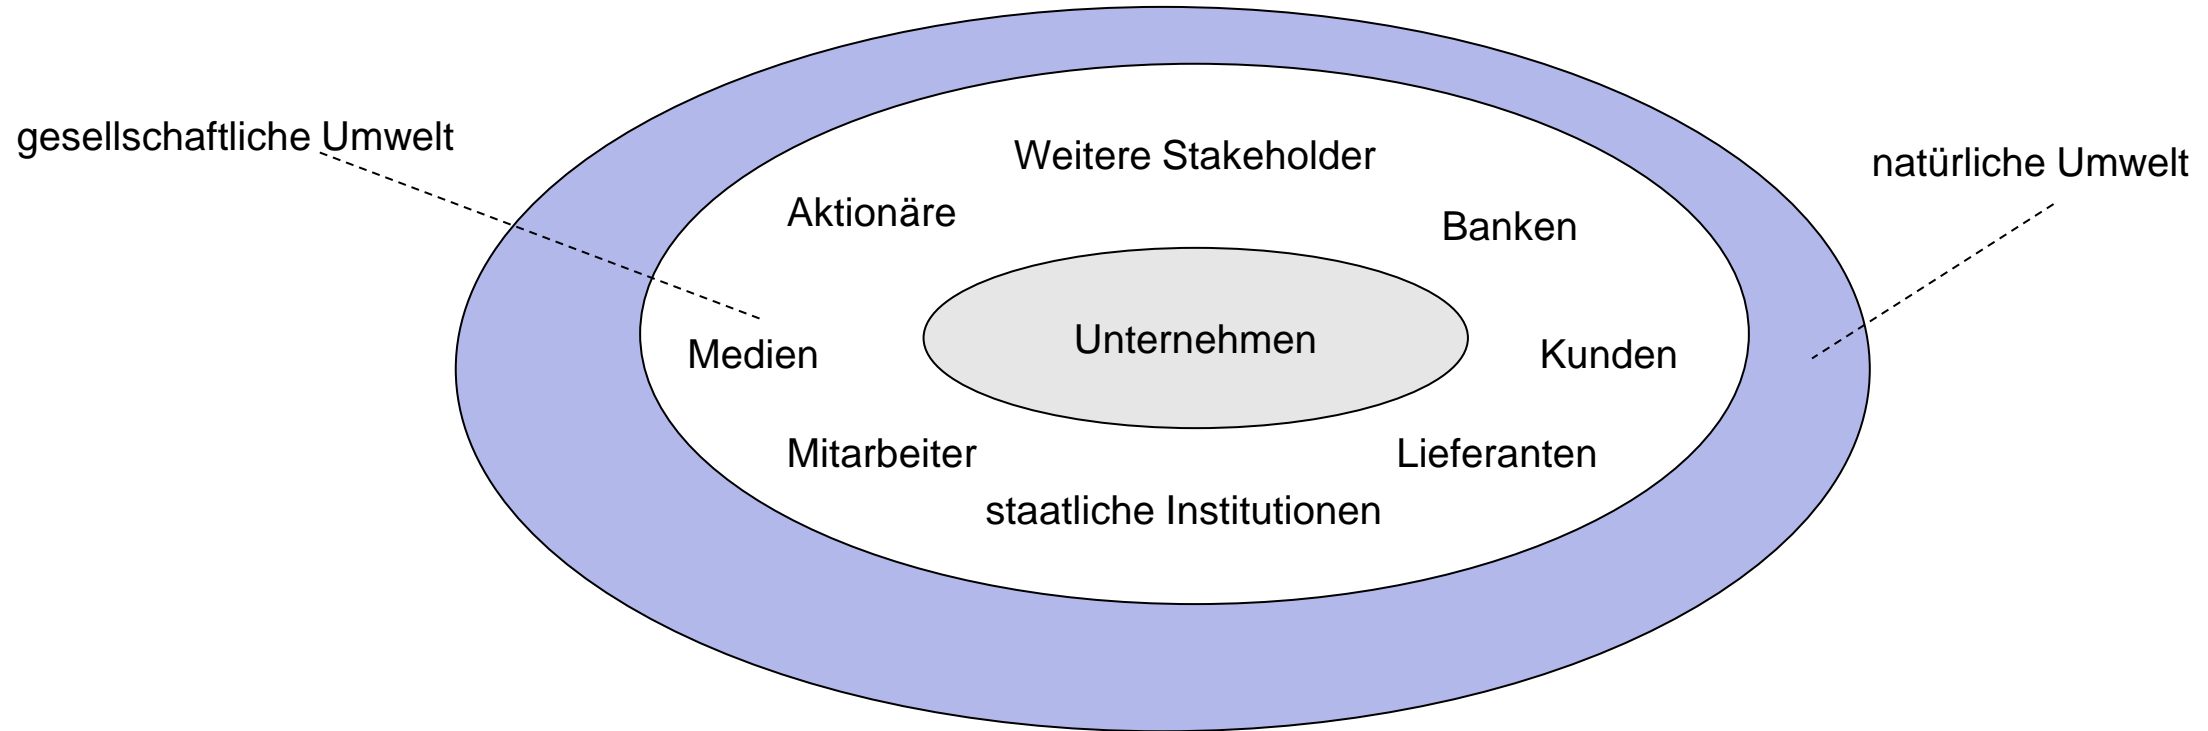 gesellschaftliche Umwelt
Weitere Stakeholder
natürliche Umwelt
Aktionäre
Banken
Unternehmen
Medien
Kunden
Mitarbeiter
Lieferanten
staatliche Institutionen